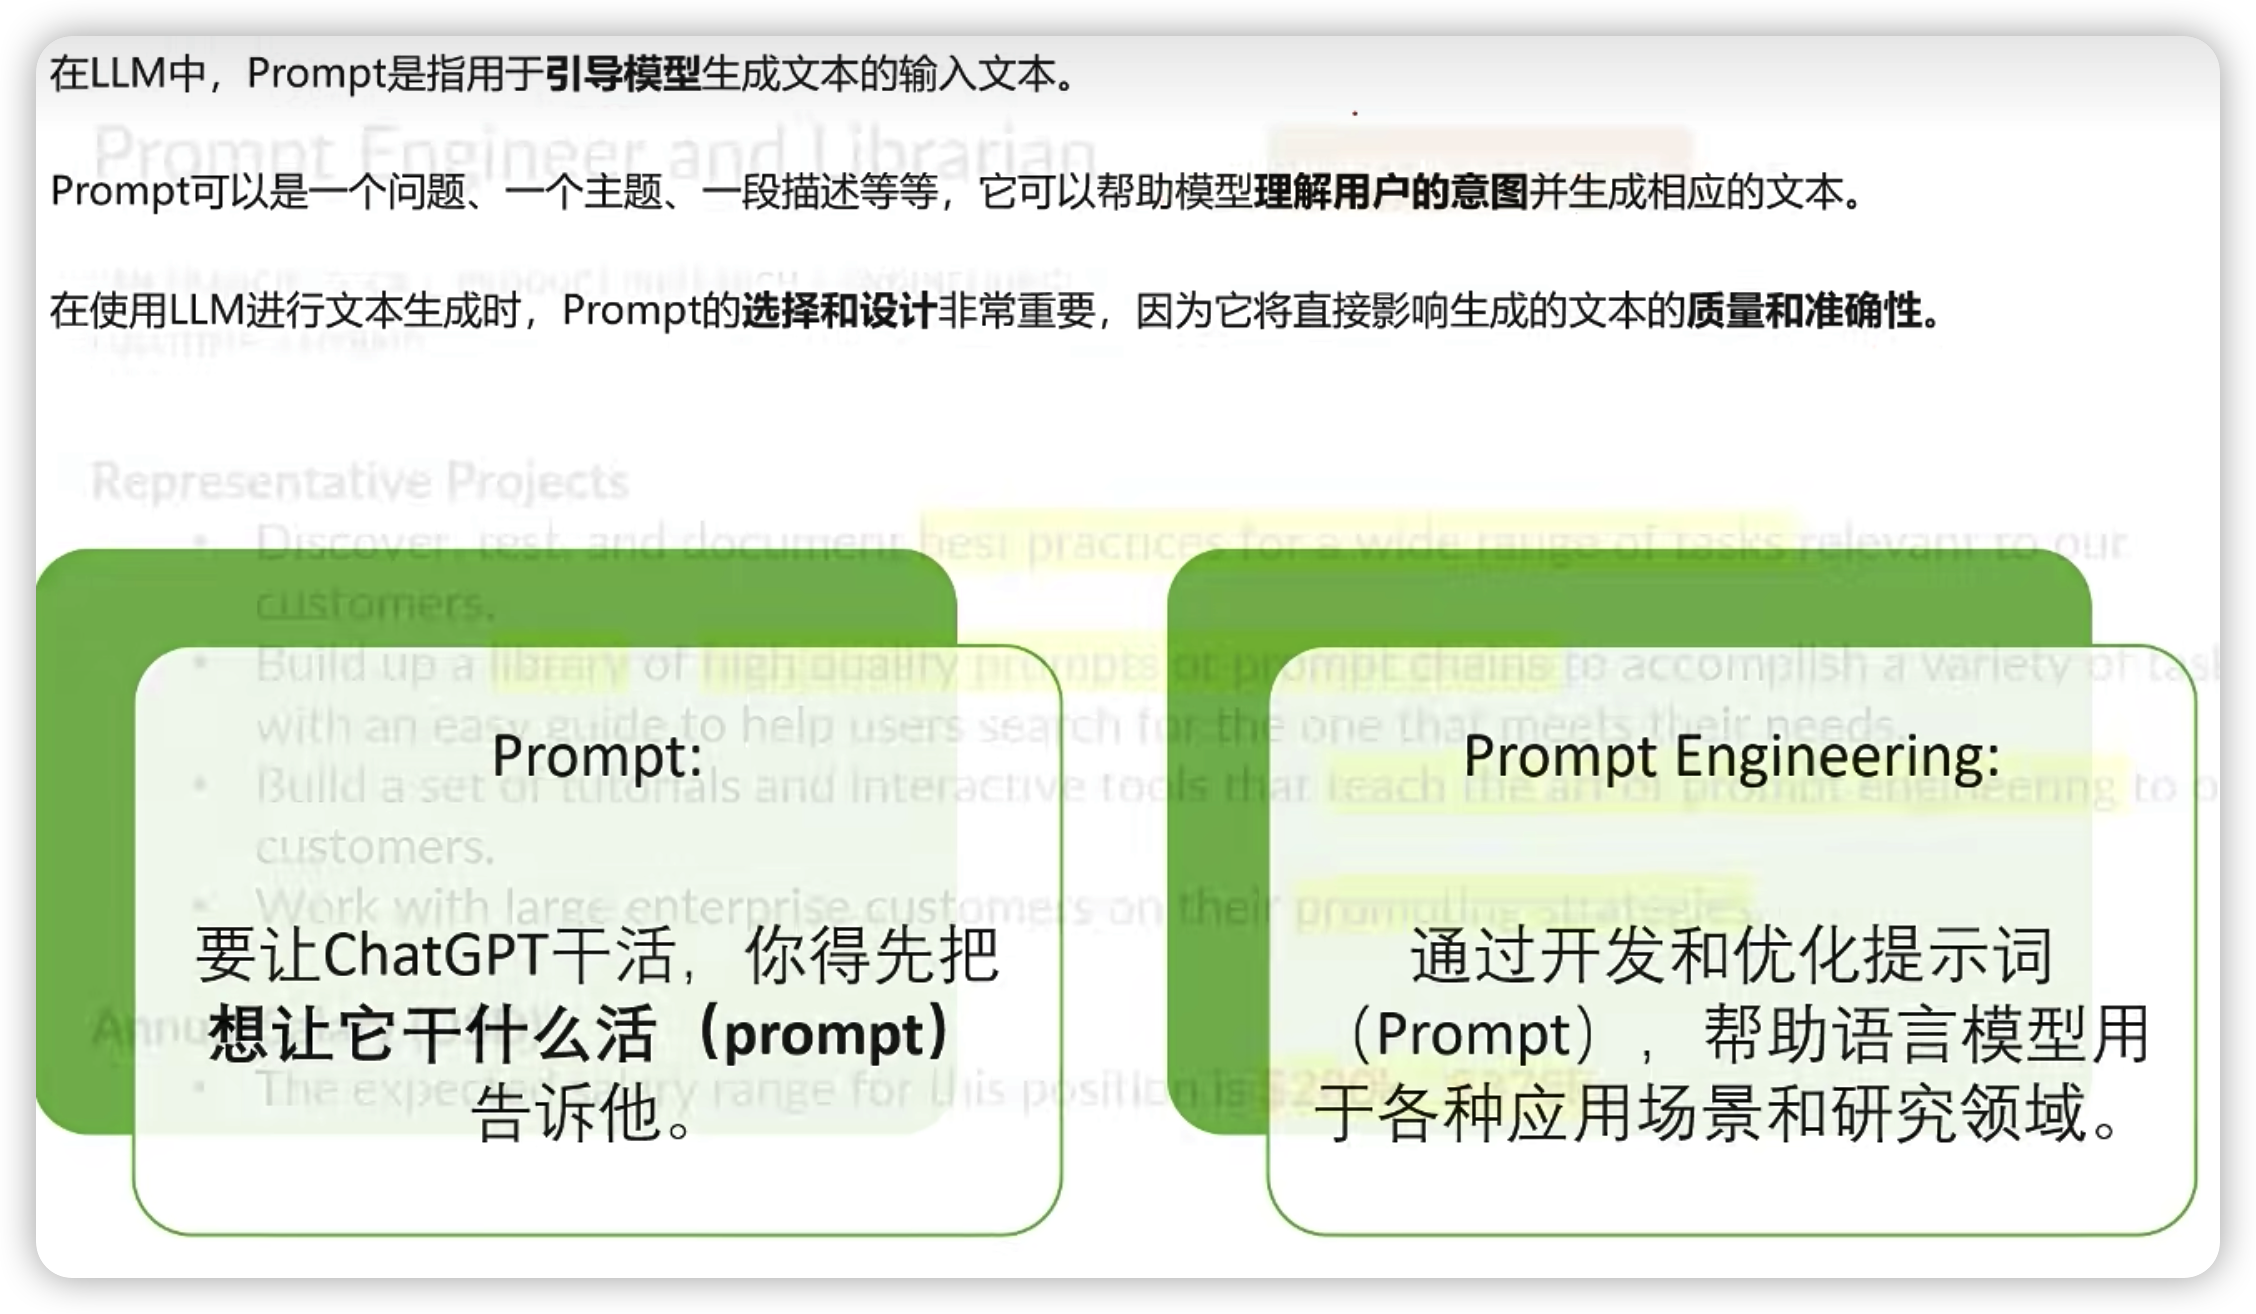 在LLM中，Prompt是指用于引导模型生成文本的输入文本。
Prompt Engineer and Librarian
Prompt可以是一个问题、一个主题、一段描述等等，它可以帮助模型理解用户的意图并生成相应的文本。
在使用LLM进行文本生成时，Prompt的选择和设计非常重要，因为它将直接影响生成的文本的质量和准确性。
Representative Projects
• Discover, test, and document best practices for a wide range of tasks relevant to our
customers.
• Build up a library of high quality prompts or prompt chains to accomplish a variety of
with an easy guide to help users search for the one that meets their needs.
• Build a set of tutorials and interactive tools that teach the art of prompt engineering to
customers.
• Work with large enterprise customers on their prompting strategies.
• The expected salary range for this position is
Prompt:
要让ChatGPT干活，你得先把
想让它干什么活（prompt）
告诉他。
Prompt Engineering:
通过开发和优化提示词
（Prompt），帮助语言模型用
于各种应用场景和研究领域。